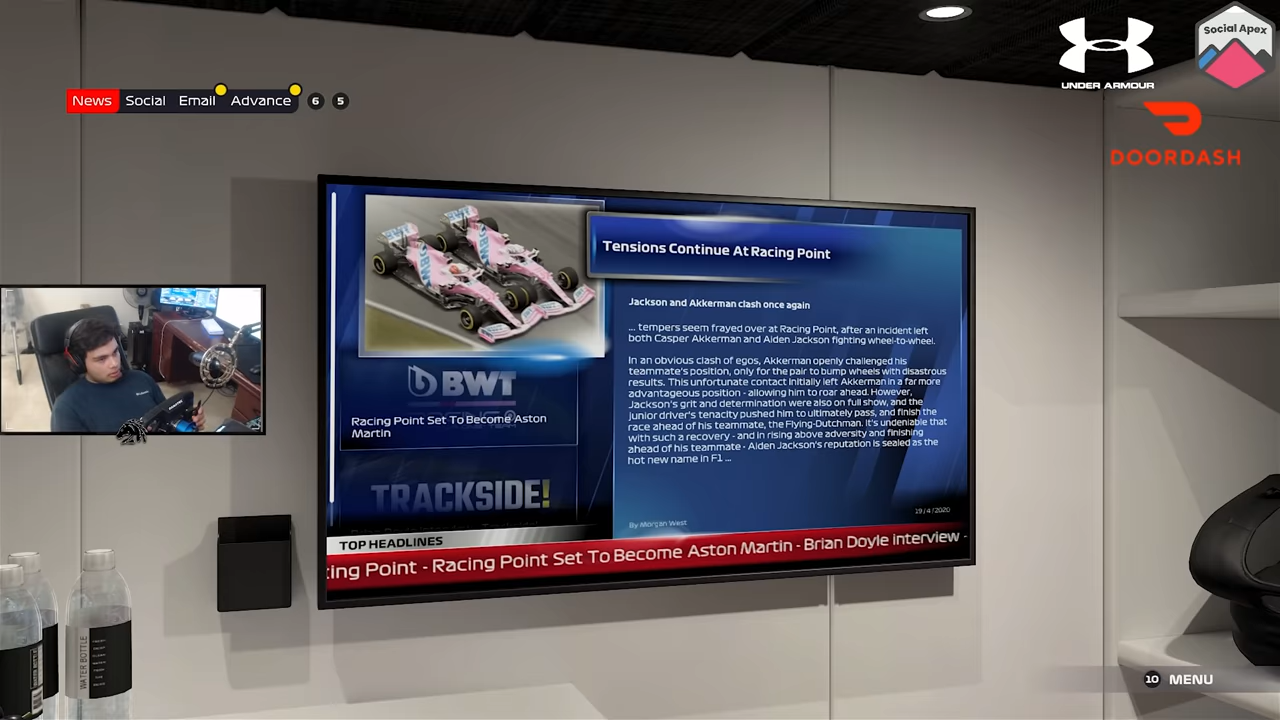 Social Apex
UNDER ARMOUR
DOORDASH
News Social Email Advance 6 5
Tensions Continue At Racing Point
Jackson and Akkerman clash once again
... tempers seem frayed over at Racing Point, after an incident left
both Casper Akkerman and Aiden Jackson fighting wheel-to-wheel.
In an obvious clash of egos, Akkerman openly challenged his
teammate's position, only for the pair to bump wheels with disastrous
results. This unfortunate contact initially left Akkerman in a far more
advantageous position - allowing him to roar ahead. However,
Jackson's grit and determination were also on full show, and the
junior driver's tenacity pushed him to ultimately pass, and finish the
race ahead of his teammate, the Flying-Dutchman. It's undeniable that
with such a recovery - and in rising above adversity and finishing
ahead of his teammate - Aiden Jackson's reputation is sealed as the
hot new name in F1 ...
By Morgan West
19/4/2020
BWT
BWT
BWT
Racing Point Set To Become Aston
Martin
TRACKSIDE!
TOP HEADLINES
cing Point - Racing Point Set To Become Aston Martin - Brian Doyle interview -
WATER BOTTLE
10 MENU